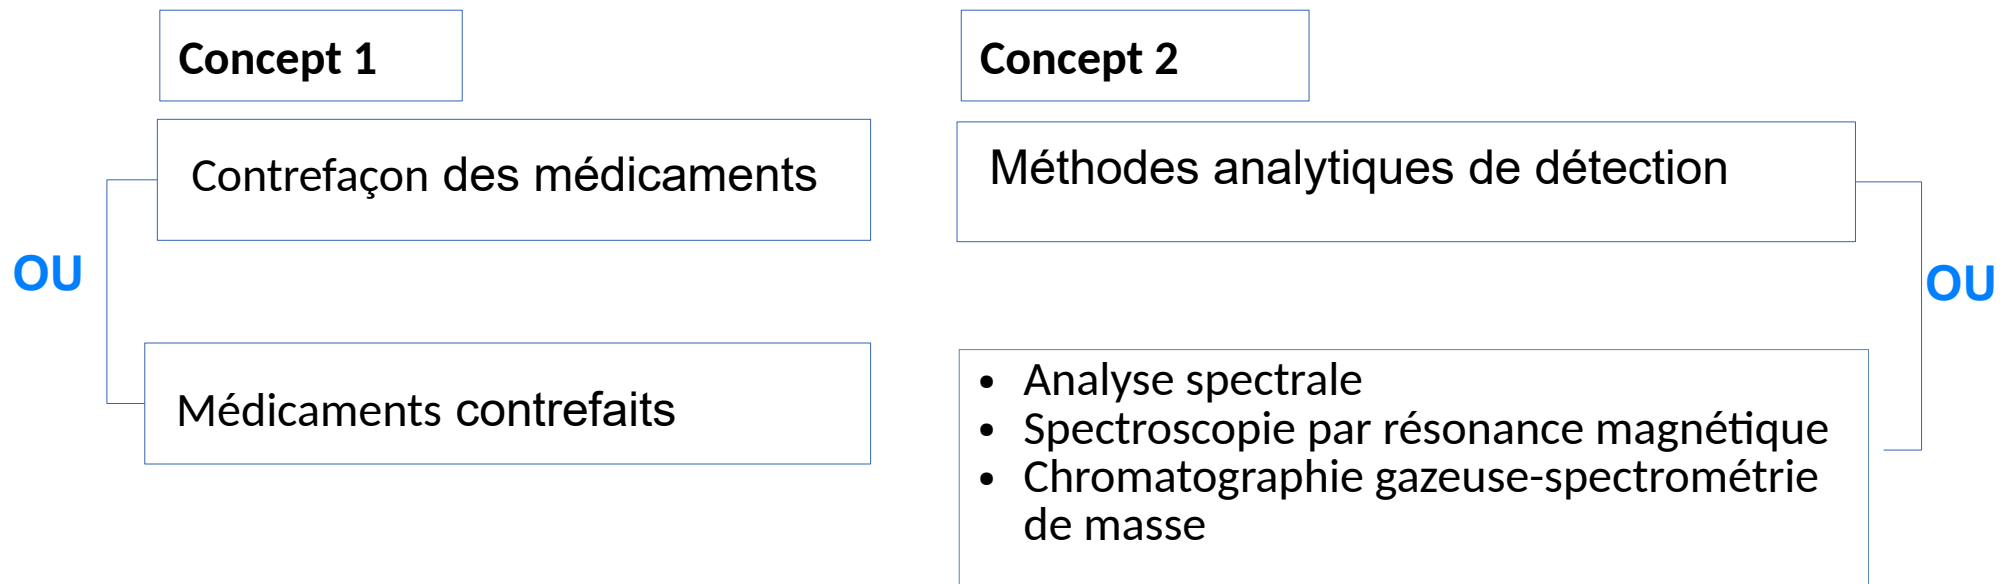 Concept 1
Concept 2
Contrefaçon des médicaments
Méthodes analytiques de détection
OU
OU
Médicaments contrefaits
• Analyse spectrale
• Spectroscopie par résonance magnétique
• Chromatographie gazeuse-spectrométrie
de masse